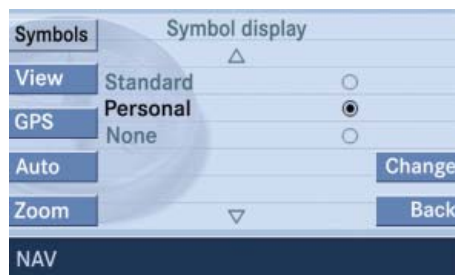 Symbols
Symbol display
View
Standard
Personal
GPS
None
Auto
Change
Zoom
Back
NAV